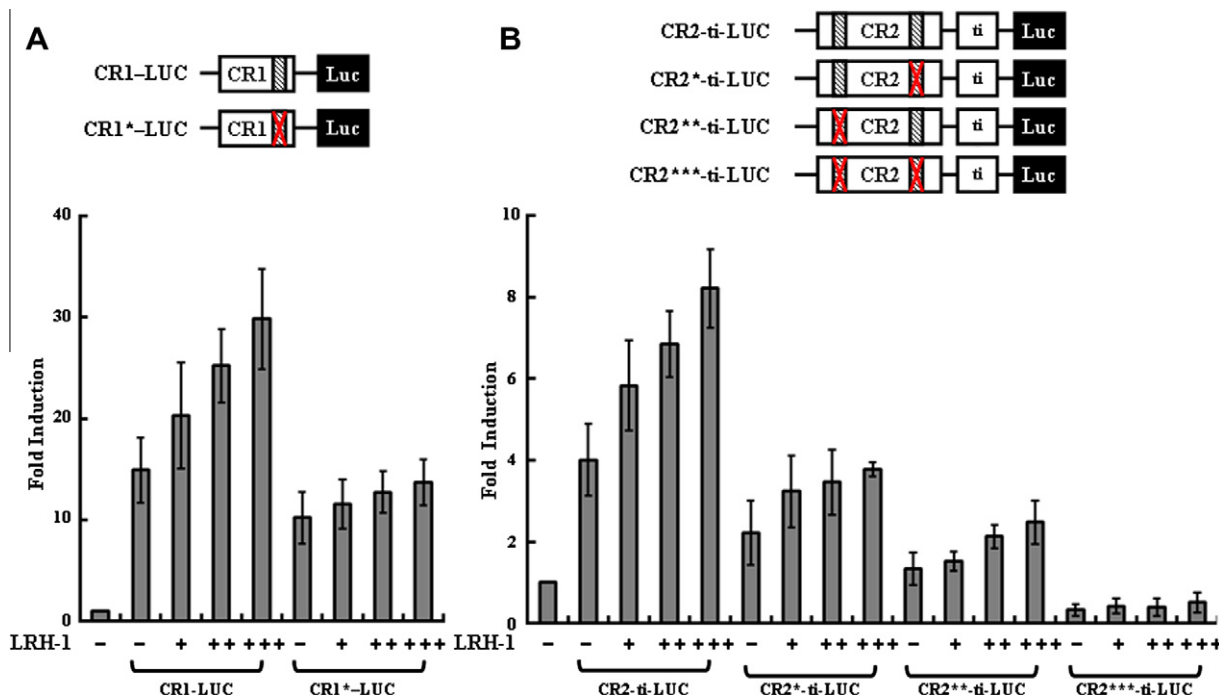 A
CR1–LUC CR1 Luc
CR1*–LUC CR1 Luc
40
30
20
10
0
Fold Induction
LRH-1 – – + ++ +++ – + ++ +++
CR1-LUC CR1*–LUC
B
CR2-ti-LUC CR2 ti Luc
CR2*-ti-LUC CR2 ti Luc
CR2**-ti-LUC CR2 ti Luc
CR2***-ti-LUC CR2 ti Luc
10
8
6
4
2
0
Fold Induction
LRH-1 – – + ++ +++ – + ++ +++ – + ++ +++ – + ++ +++
CR2-ti-LUC CR2*-ti-LUC CR2**-ti-LUC CR2***-ti-LUC